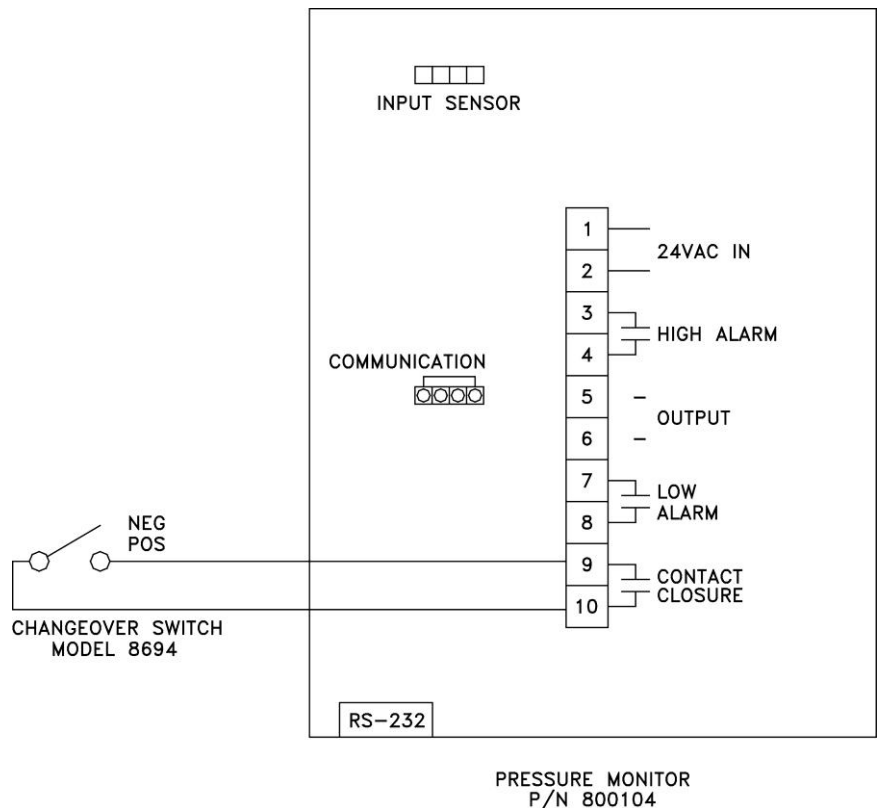 INPUT SENSOR
1
24VAC IN
2
3
HIGH ALARM
4
COMMUNICATION
5
OUTPUT
6
7
LOW
ALARM
8
NEG
POS
9
CONTACT
CLOSURE
10
CHANGEOVER SWITCH
MODEL 8694
RS-232
PRESSURE MONITOR
P/N 800104